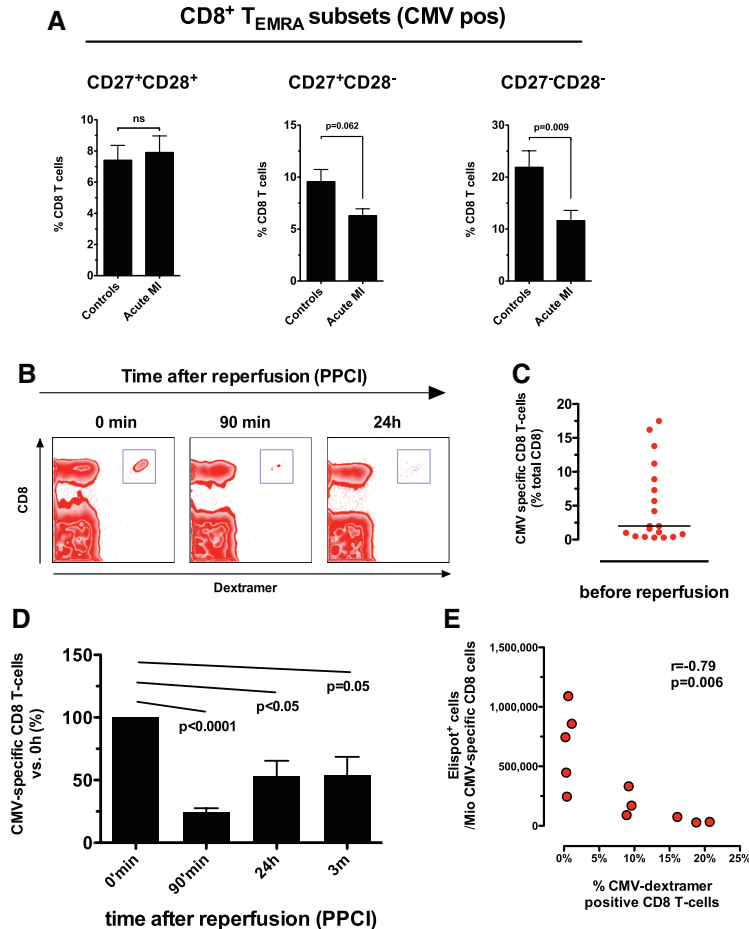 A
CD8+ TEMRA subsets (CMV pos)
CD27+CD28+
CD27+CD28-
CD27-CD28-
% CD8 T cells
10
8
6
4
2
0
ns
Controls
Acute MI
% CD8 T cells
15
10
5
0
p=0.062
Controls
Acute MI
% CD8 T cells
30
20
10
0
p=0.009
Controls
Acute MI
B
Time after reperfusion (PPCI)
0 min
90 min
24h
CD8
Dextramer
C
CMV specific CD8 T-cells
(% total CD8)
20
15
10
5
0
before reperfusion
D
CMV-specific CD8 T-cells
vs. 0h (%)
150
100
50
0
p<0.0001
p<0.05
p=0.05
0'min
90'min
24h
3m
time after reperfusion (PPCI)
E
Elispot+ cells
/Mio CMV-specific CD8 cells
1,500,000
1,000,000
500,000
0
r=-0.79
p=0.006
0%
5%
10%
15%
20%
25%
% CMV-dextramer
positive CD8 T-cells